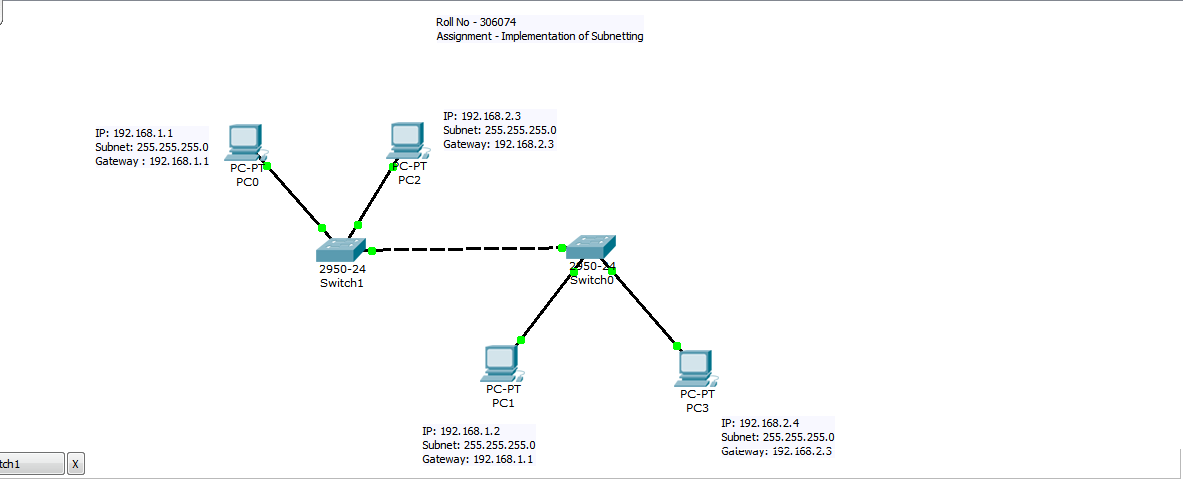 Roll No - 306074
Assignment - Implementation of Subnetting
IP: 192.168.1.1
Subnet: 255.255.255.0
Gateway : 192.168.1.1
PC-PT
PC0
IP: 192.168.2.3
Subnet: 255.255.255.0
Gateway: 192.168.2.3
PC-PT
PC2
2950-24
Switch1
2950-24
Switch0
PC-PT
PC1
IP: 192.168.1.2
Subnet: 255.255.255.0
Gateway: 192.168.1.1
PC-PT
PC3
IP: 192.168.2.4
Subnet: 255.255.255.0
Gateway: 192.168.2.3
tch1
X